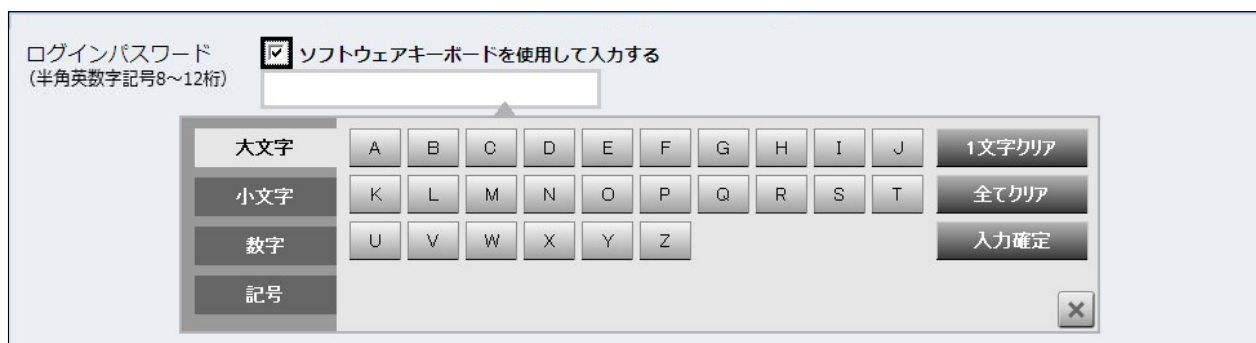 ログインパスワード
(半角英数字記号8～12桁)
ソフトウェアキーボードを使用して入力する
大文字 A B C D E F G H I J 1文字クリア
小文字 K L M N O P Q R S T 全てクリア
数字 U V W X Y Z 入力確定
記号
×